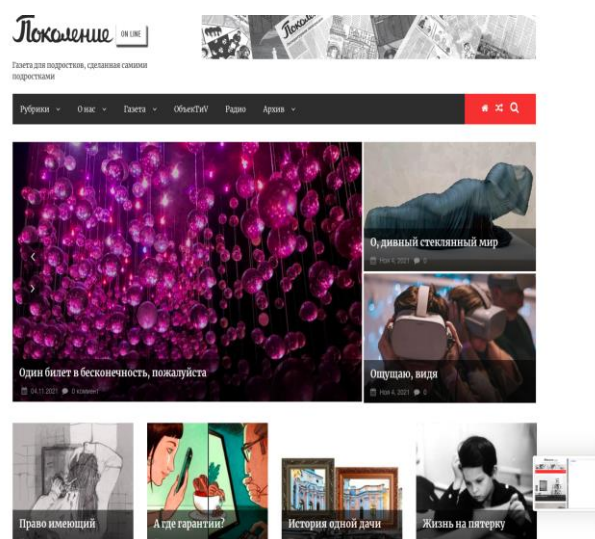 Поколение ON LINE
Газета для подростков, сделанная самими
подростками
Рубрики О нас Газета ОбъекTиV Радио Архив
О, дивный стеклянный мир
Ноя 4, 2021 0
Один билет в бесконечность, пожалуйста
04.11.2021 0 коммент
Ощущаю, видя
Ноя 4, 2021 0
Право имеющий
А где гарантии?
История одной дачи
Жизнь на пятерку